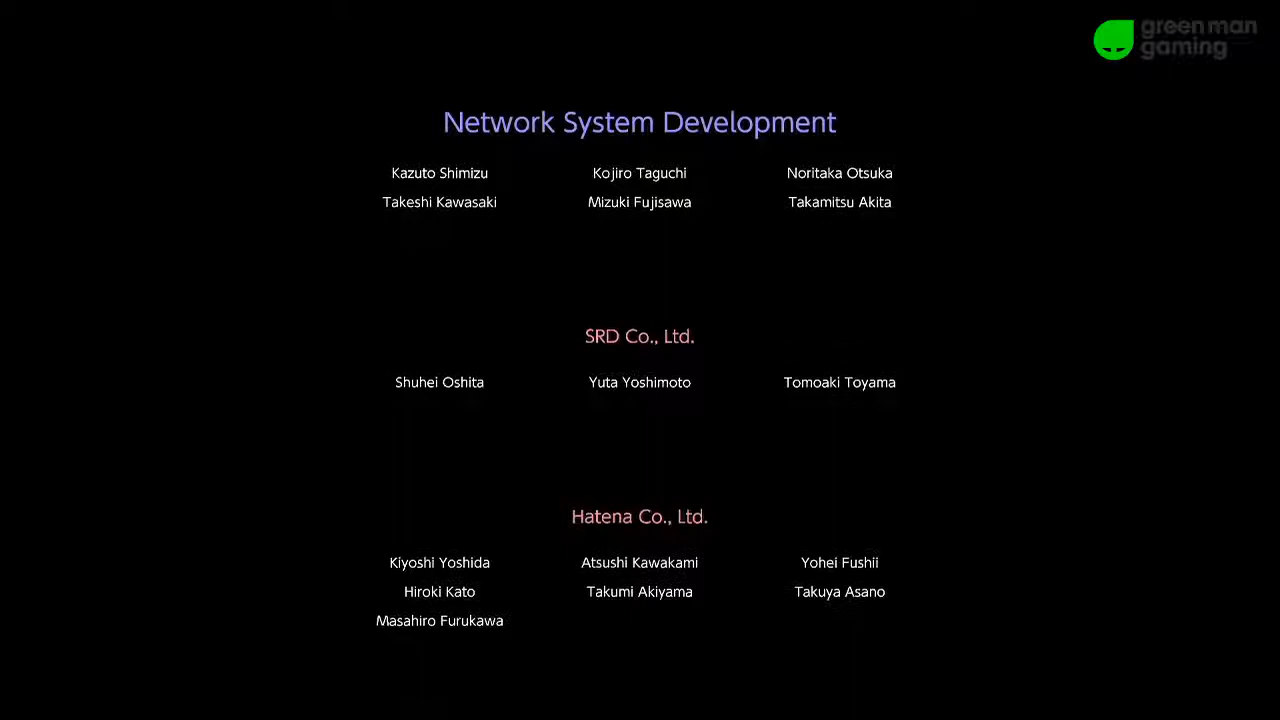 green man
gaming
Network System Development
Kazuto Shimizu Kojiro Taguchi Noritaka Otsuka
Takeshi Kawasaki Mizuki Fujisawa Takamitsu Akita
SRD Co., Ltd.
Shuhei Oshita Yuta Yoshimoto Tomoaki Toyama
Hatena Co., Ltd.
Kiyoshi Yoshida Atsushi Kawakami Yohei Fushii
Hiroki Kato Takumi Akiyama Takuya Asano
Masahiro Furukawa